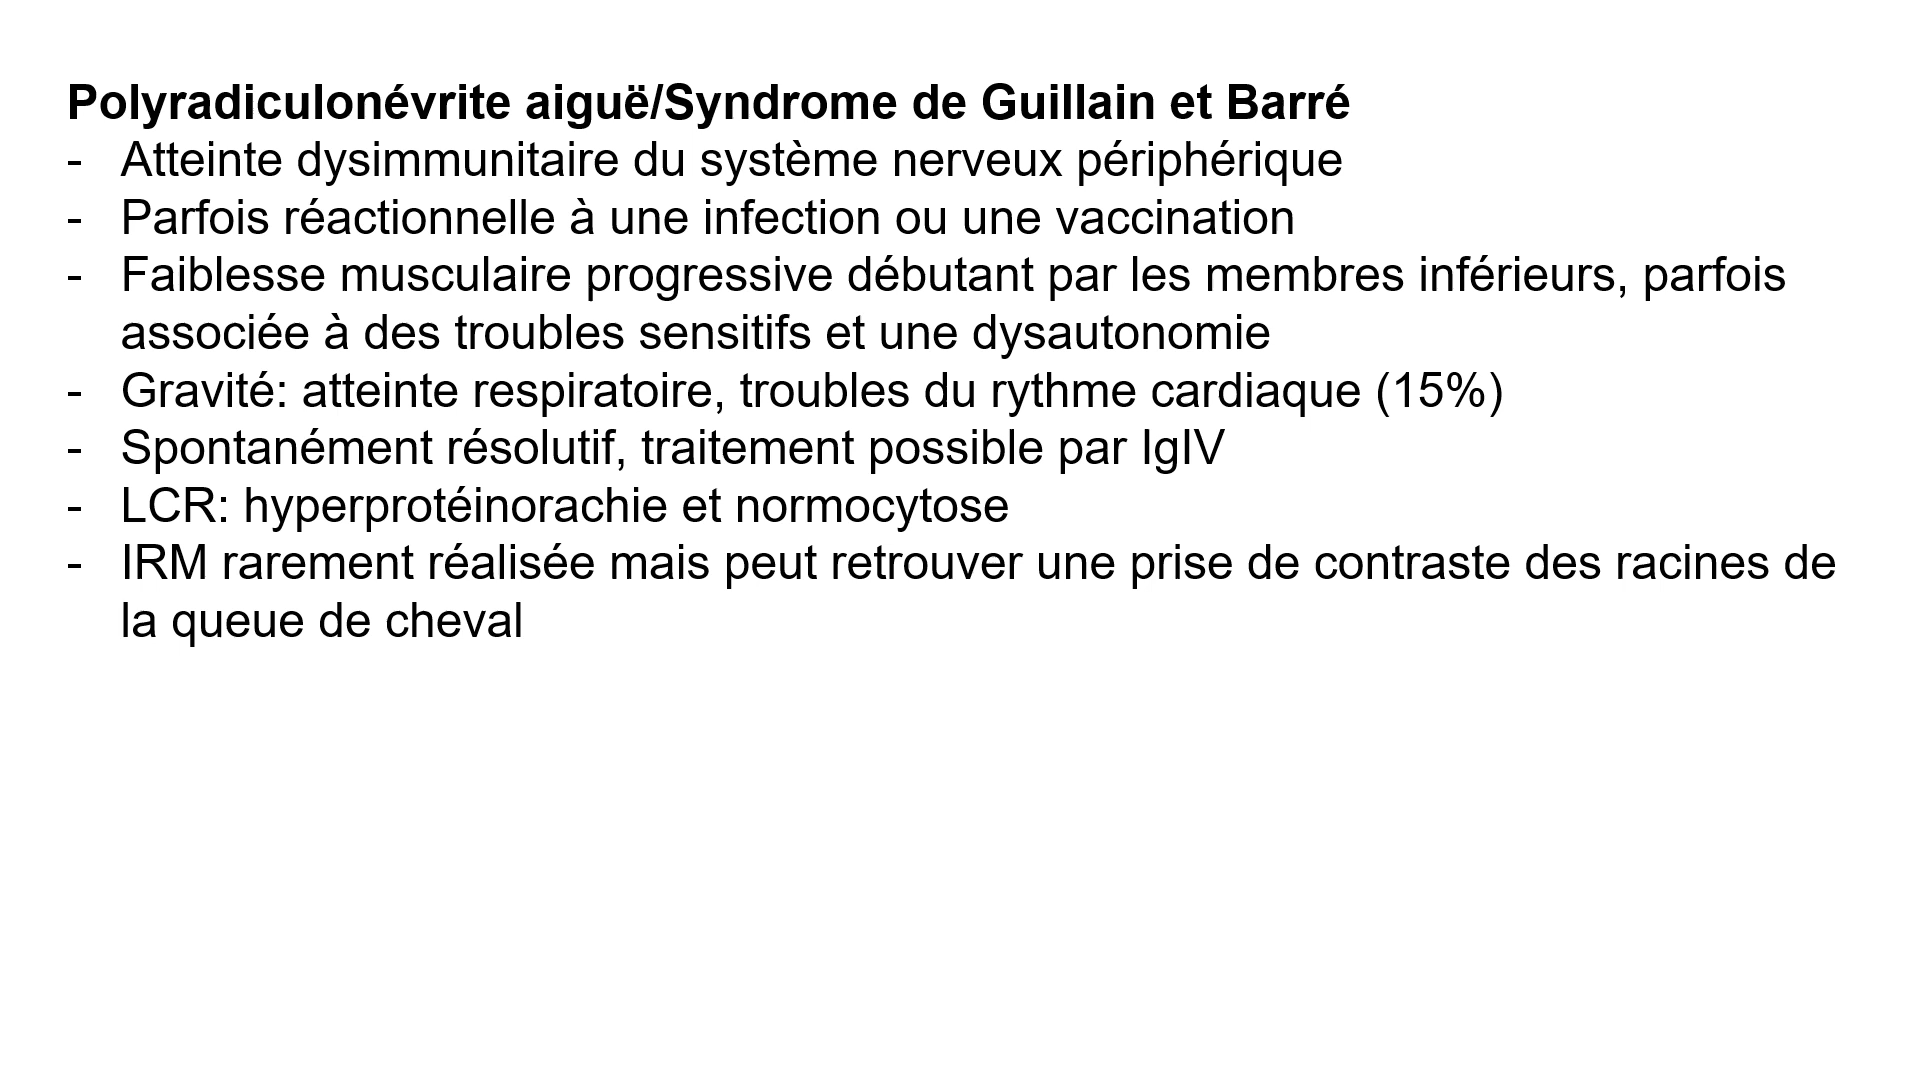 Polyradiculonévrite aiguë/Syndrome de Guillain et Barré
- Atteinte dysimmunitaire du système nerveux périphérique
- Parfois réactionnelle à une infection ou une vaccination
- Faiblesse musculaire progressive débutant par les membres inférieurs, parfois
associée à des troubles sensitifs et une dysautonomie
- Gravité: atteinte respiratoire, troubles du rythme cardiaque (15%)
- Spontanément résolutif, traitement possible par IgIV
- LCR: hyperprotéinorachie et normocytose
- IRM rarement réalisée mais peut retrouver une prise de contraste des racines de
la queue de cheval